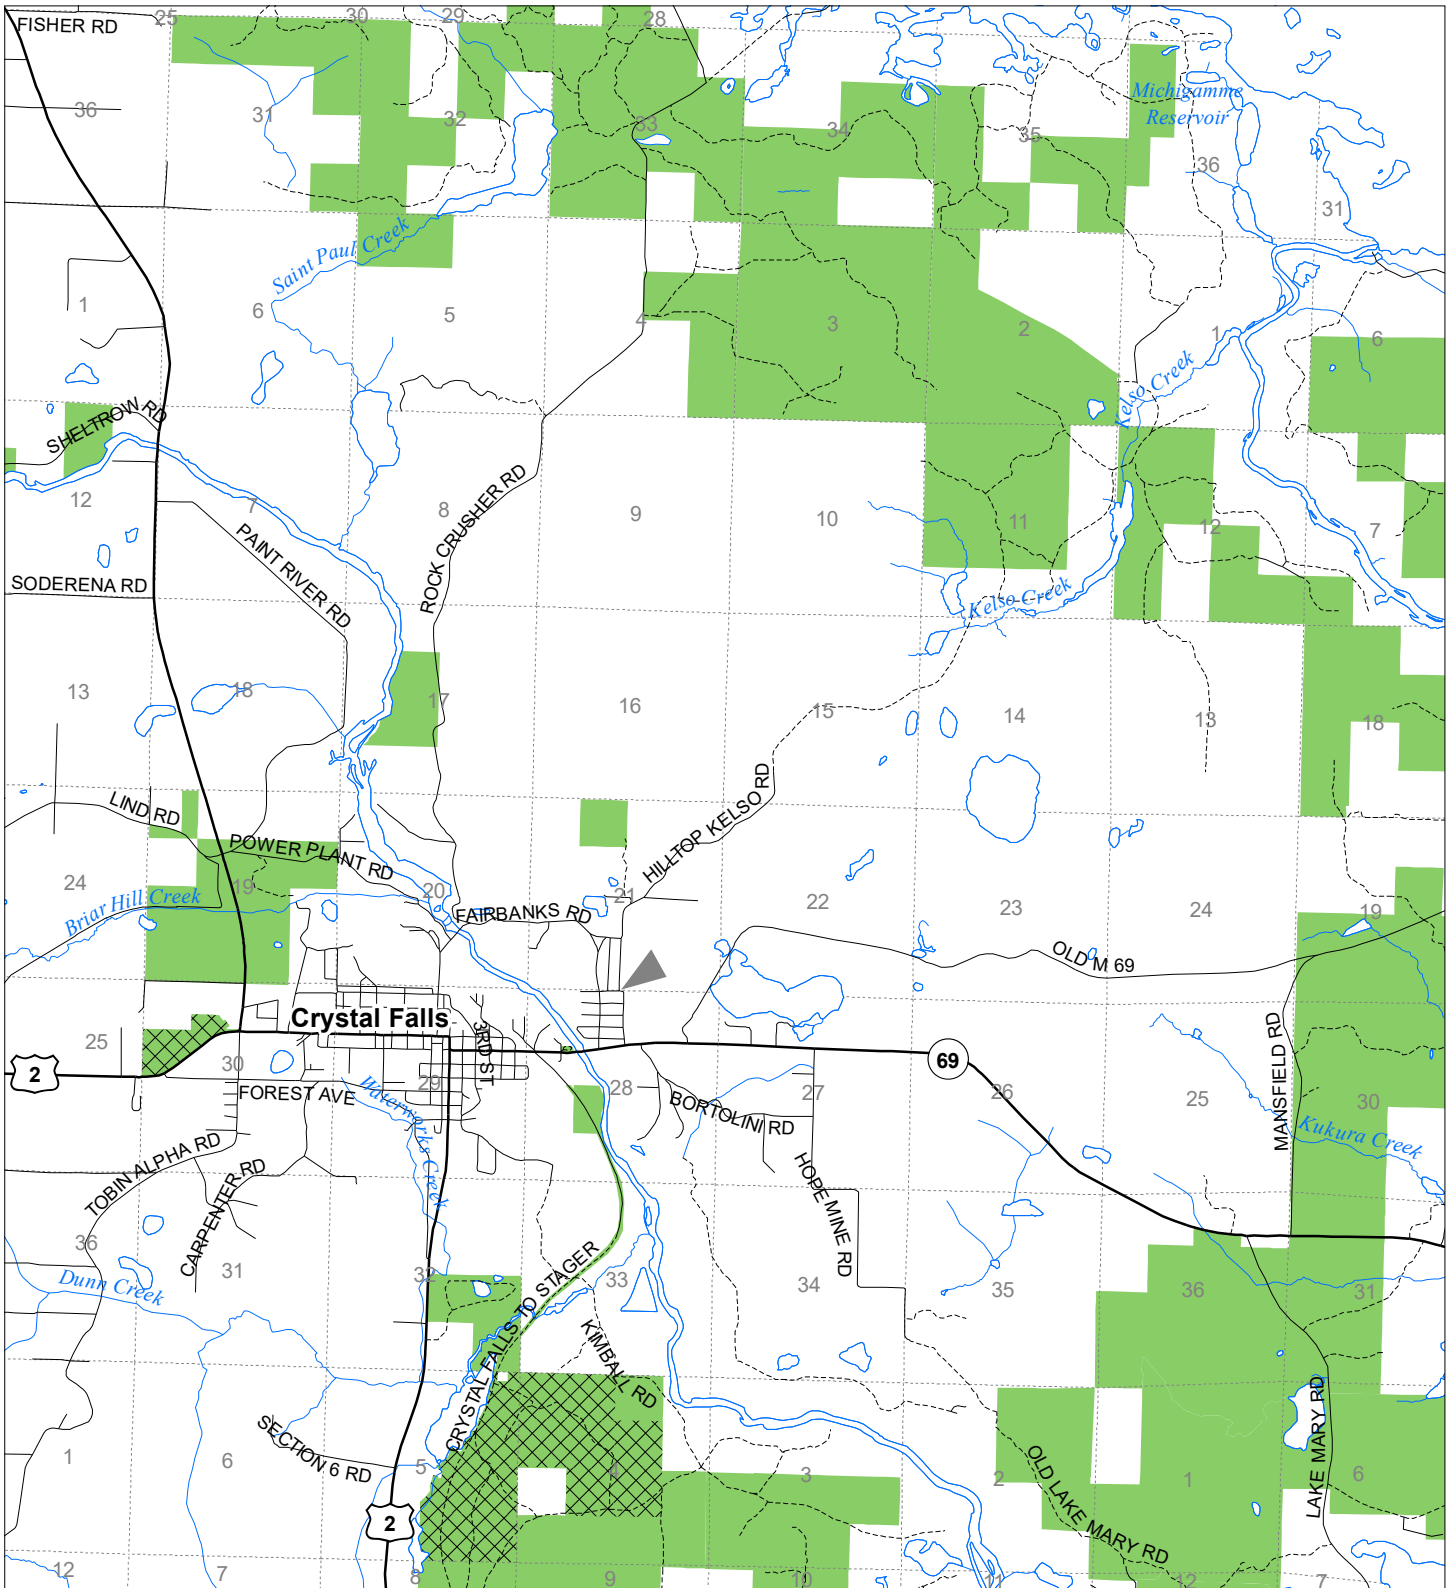 25
30
29
28
FISHER RD
36
31
32
33
34
35
Michigamme
Reservoir
36
31
Saint Paul Creek
1
6
5
4
3
2
1
6
Kelso Creek
SHELTROW RD
12
7
8
9
10
11
12
7
PAINT RIVER RD
ROCK CRUSHER RD
SODERENA RD
Kelso Creek
13
18
17
16
15
14
13
18
LIND RD
POWER PLANT RD
HILLTOP KELSO RD
24
19
20
21
22
23
24
19
Briar Hill Creek
FAIRBANKS RD
OLD M 69
Crystal Falls
3RD ST
MANSFIELD RD
25
30
29
28
27
26
25
30
2
69
FOREST AVE
Waterworks Creek
BORTOLINI RD
Kukura Creek
TOBIN ALPHA RD
CARPENTER RD
HOPE MINE RD
36
31
32
33
34
35
36
31
Dunn Creek
CRYSTAL FALLS TO STAGER
KIMBALL RD
LAKE MARY RD
SECTION 6 RD
OLD LAKE MARY RD
1
6
5
4
3
2
1
6
2
12
7
8
9
10
11
12
7